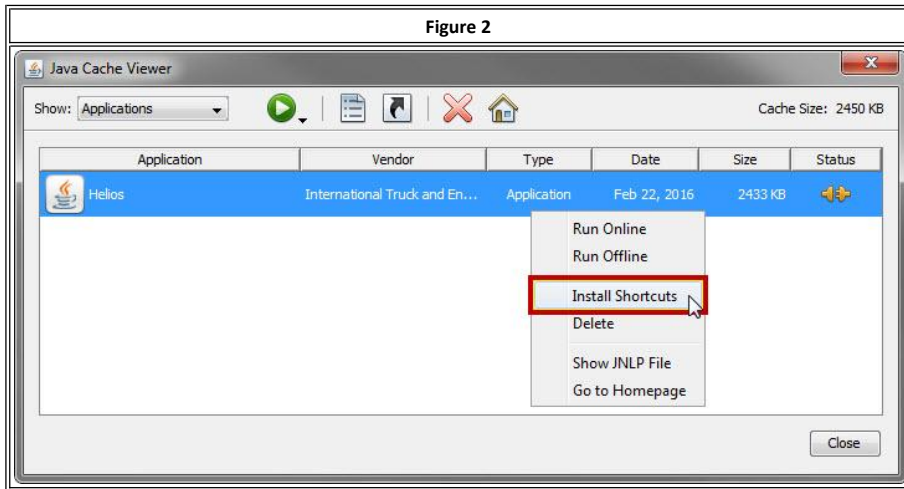 Figure 2
Java Cache Viewer
Show: Applications
Cache Size: 2450 KB
Application Vendor Type Date Size Status
Helios International Truck and En... Application Feb 22, 2016 2433 KB
Run Online
Run Offline
Install Shortcuts
Delete
Show JNLP File
Go to Homepage
Close